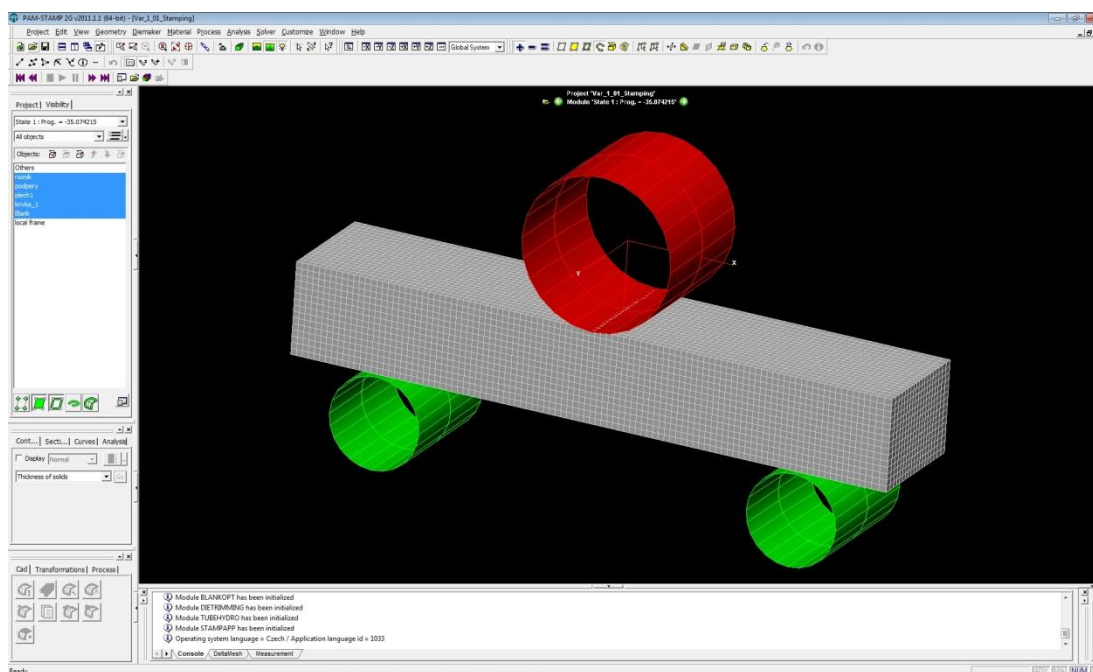 PAM-STAMP 2G v2011.1.1 (64-bit) - [Var_1_01_Stamping]
Project Edit View Geometry Diemaker Material Process Analysis Solver Customize Window Help
Global System
Project Visibility
State 1 : Prog. = -35.074215
All objects
Objects:
Others
raznik
podpery
plech1
krivka_1
Blank
local frame
Project 'Var_1_01_Stamping'
Module 'State 1 : Prog. = -35.074215'
X
Y
Cont... Secti... Curves Analysis
Display Normal
Thickness of solids
Cad Transformations Process
Module BLANKOPT has been initialized
Module DIETRIMMING has been initialized
Module TUBEHYDRO has been initialized
Module STAMPAPP has been initialized
Operating system language = Czech / Application language id = 1033
Console DeltaMesh Measurement
Ready
NUM